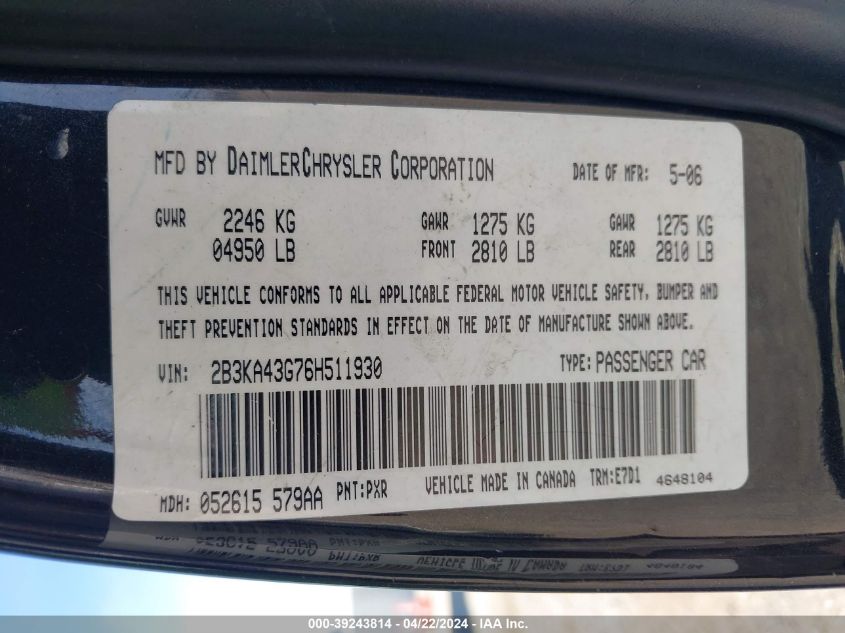 MFD BY DAIMLERCHRYSLER CORPORATION DATE OF MFR: 5-06
GVWR 2246 KG GAWR 1275 KG GAWR 1275 KG
04950 LB FRONT 2810 LB REAR 2810 LB
THIS VEHICLE CONFORMS TO ALL APPLICABLE FEDERAL MOTOR VEHICLE SAFETY, BUMPER AND
THEFT PREVENTION STANDARDS IN EFFECT ON THE DATE OF MANUFACTURE SHOWN ABOVE.
VIN: 2B3KA43G76H511930 TYPE: PASSENGER CAR
MDH: 052615 579AA PNT: PXR VEHICLE MADE IN CANADA TRM: E7D1 4648104
000-39243814 - 04/22/2024 - IAA Inc.